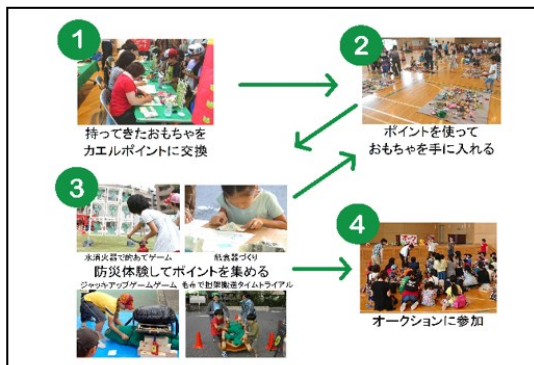 1
持ってきたおもちゃを
カエルポイントに交換
2
ポイントを使って
おもちゃを手に入れる
3
水消火器で的あてゲーム
紙食器づくり
防災体験してポイントを集める
ジャッキアップゲームゲーム
毛布で担架搬送タイムトライアル
4
オークションに参加